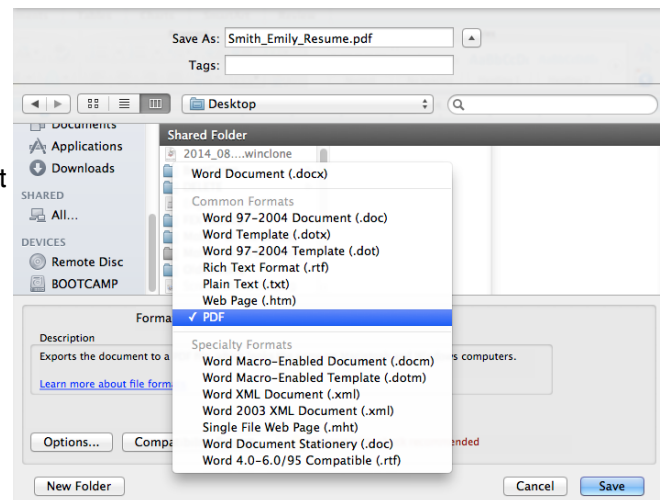 Save As: Smith_Emily_Resume.pdf
Tags:
Desktop
Documents
Shared Folder
Applications
2014_08....winclone
Downloads
t
Word Document (.docx)
SHARED
Common Formats
All...
Word 97-2004 Document (.doc)
Word Template (.dotx)
DEVICES
Word 97-2004 Template (.dot)
Remote Disc
Rich Text Format (.rtf)
BOOTCAMP
Plain Text (.txt)
Web Page (.htm)
Forma
✓ PDF
Description
Specialty Formats
Exports the document to a
s computers.
Word Macro-Enabled Document (.docm)
Learn more about file form
Word Macro-Enabled Template (.dotm)
Word XML Document (.xml)
Word 2003 XML Document (.xml)
Single File Web Page (.mht)
Options...
Compa
Word Document Stationery (.doc)
ended
Word 4.0-6.0/95 Compatible (.rtf)
New Folder
Cancel
Save